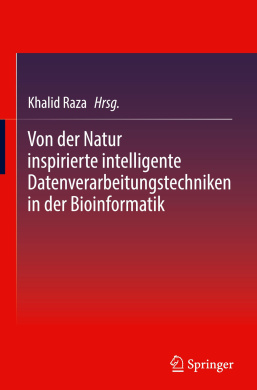 Khalid Raza Hrsg.
Von der Natur
inspirierte intelligente
Datenverarbeitungstechniken
in der Bioinformatik
Springer